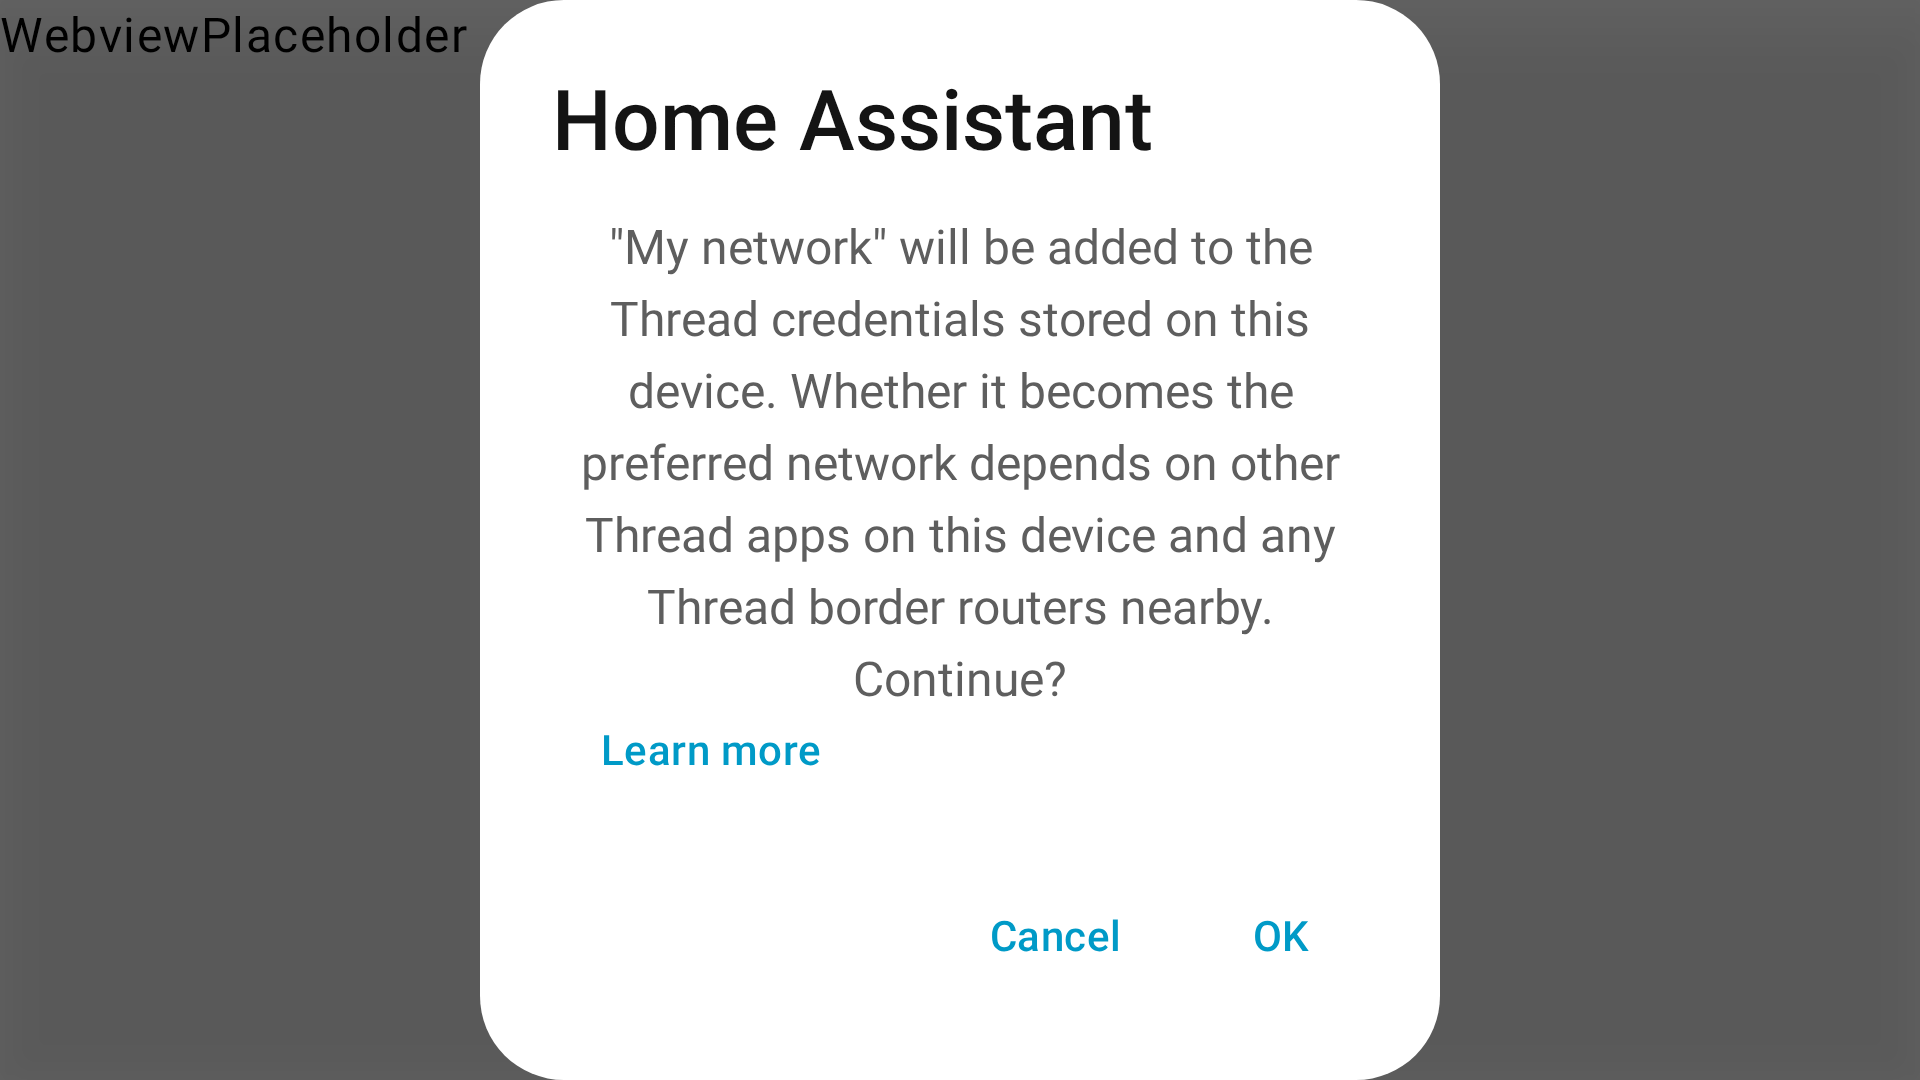 WebviewPlaceholder
Home Assistant
"My network" will be added to the
Thread credentials stored on this
device. Whether it becomes the
preferred network depends on other
Thread apps on this device and any
Thread border routers nearby.
Continue?
Learn more
Cancel OK